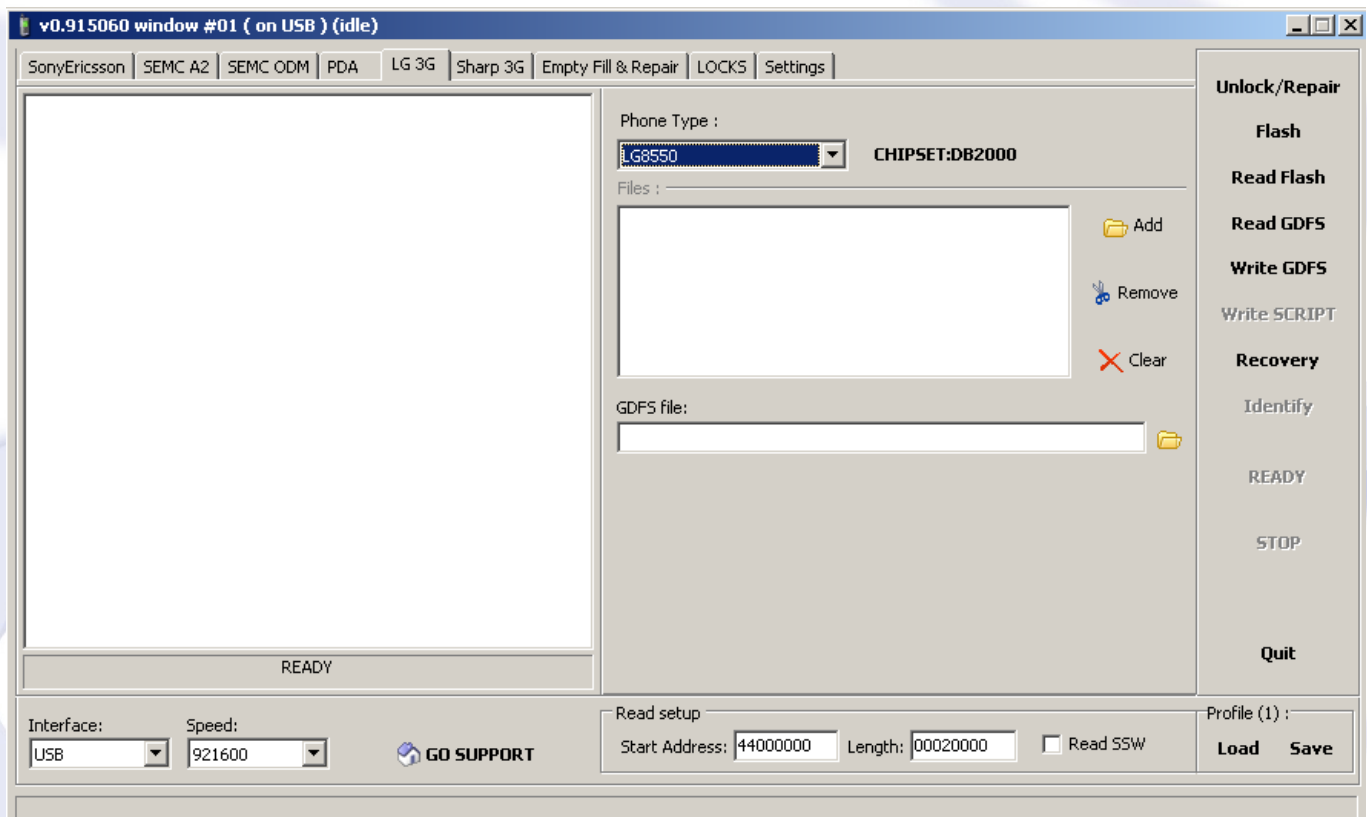 v0.915060 window #01 ( on USB ) (idle)
SonyEricsson SEMC A2 SEMC ODM PDA LG 3G Sharp 3G Empty Fill & Repair LOCKS Settings
Phone Type :
LG8550 CHIPSET:DB2000
Files :
Add
Remove
Clear
GDFS file:
READY
Unlock/Repair
Flash
Read Flash
Read GDFS
Write GDFS
Write SCRIPT
Recovery
Identify
READY
STOP
Quit
Interface: Speed:
USB 921600 GO SUPPORT
Read setup
Start Address: 44000000 Length: 00020000 Read SSW
Profile (1) :
Load Save